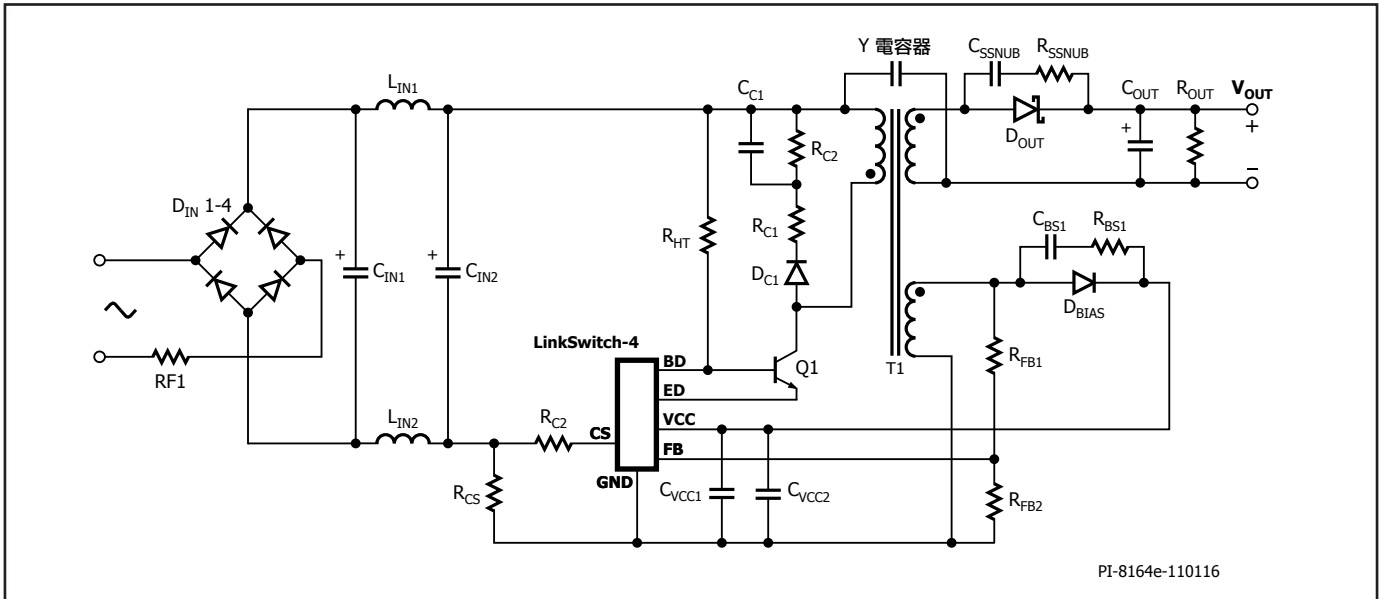 Y 電容器
C_SSNUB
R_SSNUB
L_IN1
C_C1
C_OUT
R_OUT
V_OUT
+
+
R_C2
D_OUT
–
D_IN 1-4
R_C1
C_BS1
R_BS1
R_HT
+
C_IN1
+
C_IN2
D_C1
D_BIAS
LinkSwitch-4
BD
Q1
T1
R_FB1
RF1
ED
L_IN2
R_C2
CS
VCC
FB
GND
R_CS
C_VCC1
C_VCC2
R_FB2
PI-8164e-110116